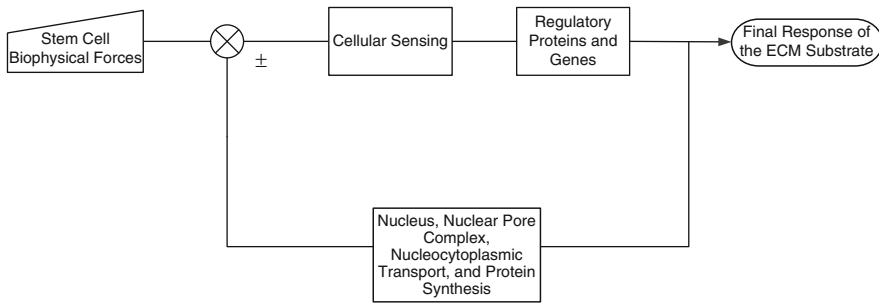 Stem Cell
Biophysical Forces
±
Cellular Sensing
Regulatory
Proteins and
Genes
Final Response of
the ECM Substrate
Nucleus, Nuclear Pore
Complex,
Nucleocytoplasmic
Transport, and Protein
Synthesis